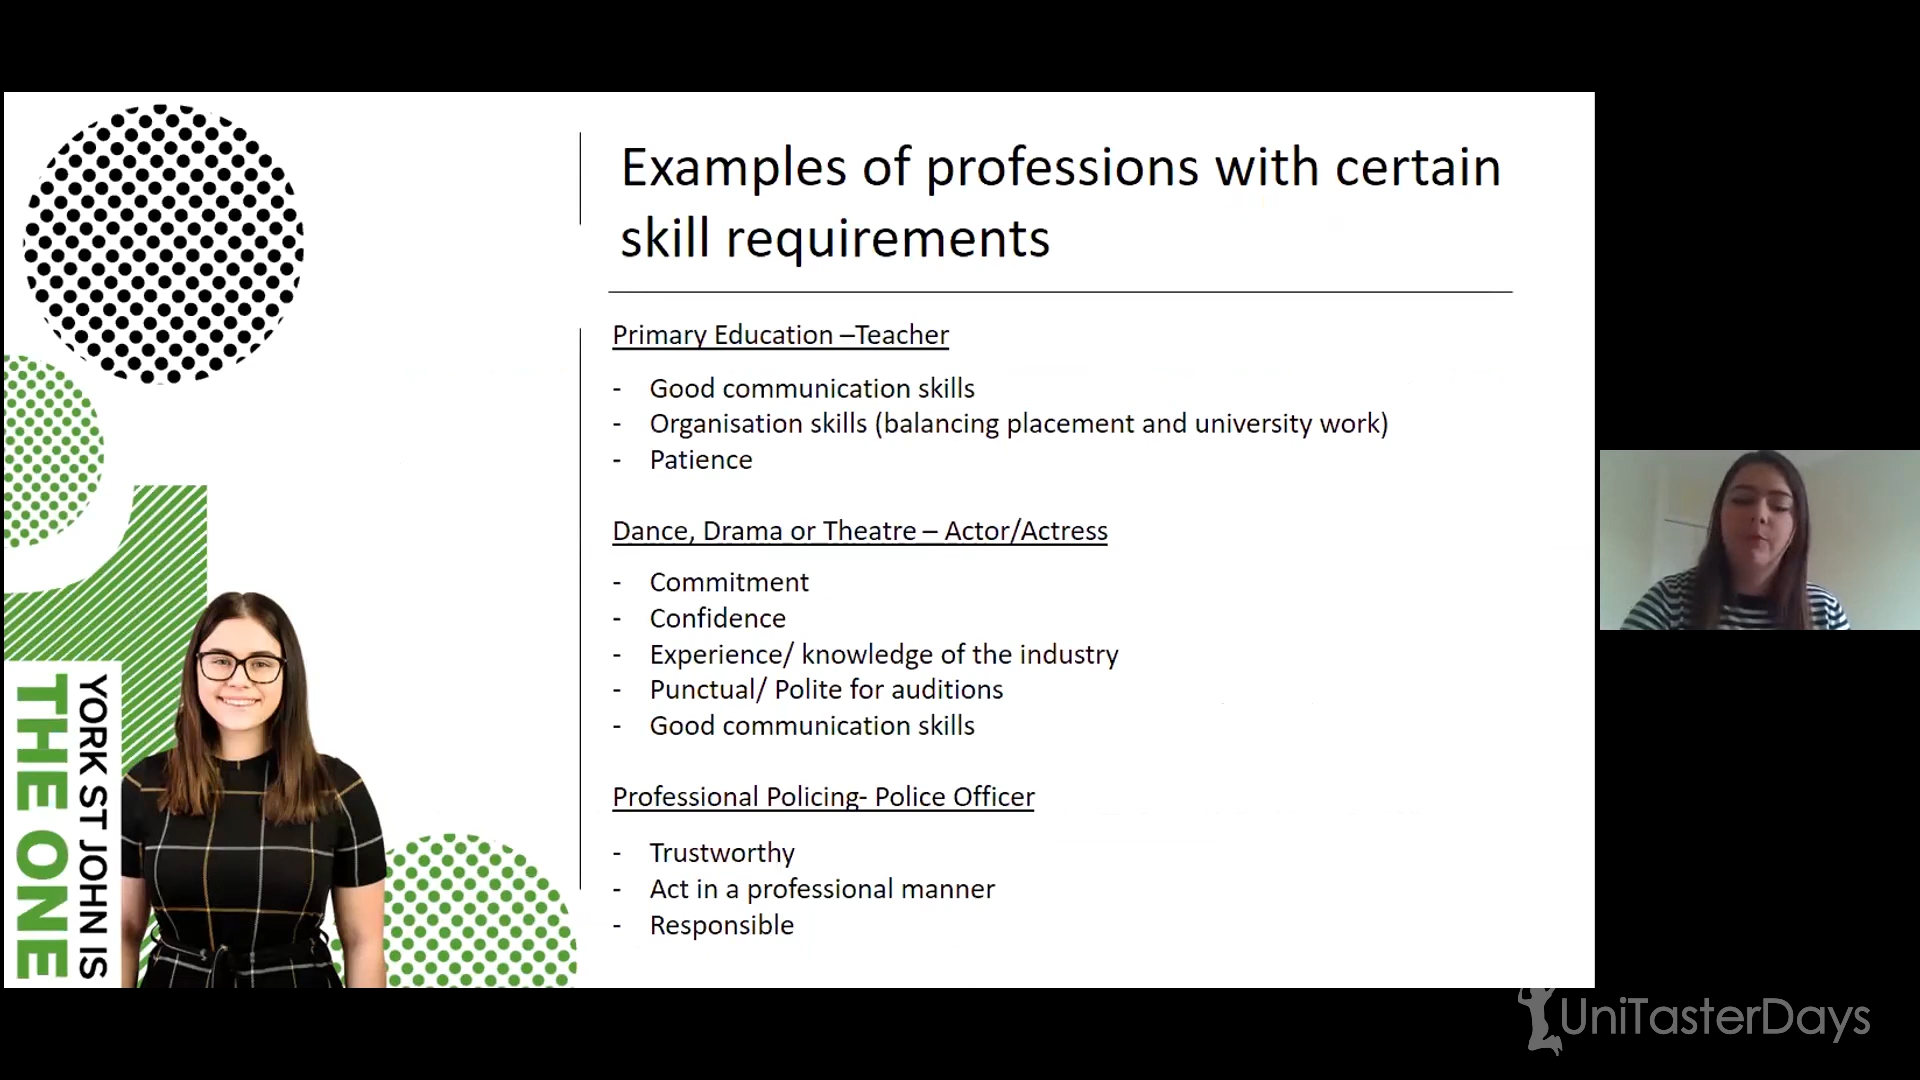 Examples of professions with certain
skill requirements
Primary Education –Teacher
- Good communication skills
- Organisation skills (balancing placement and university work)
- Patience
Dance, Drama or Theatre – Actor/Actress
- Commitment
- Confidence
- Experience/ knowledge of the industry
- Punctual/ Polite for auditions
- Good communication skills
Professional Policing- Police Officer
- Trustworthy
- Act in a professional manner
- Responsible
YORK ST JOHN IS
THE ONE
UniTasterDays